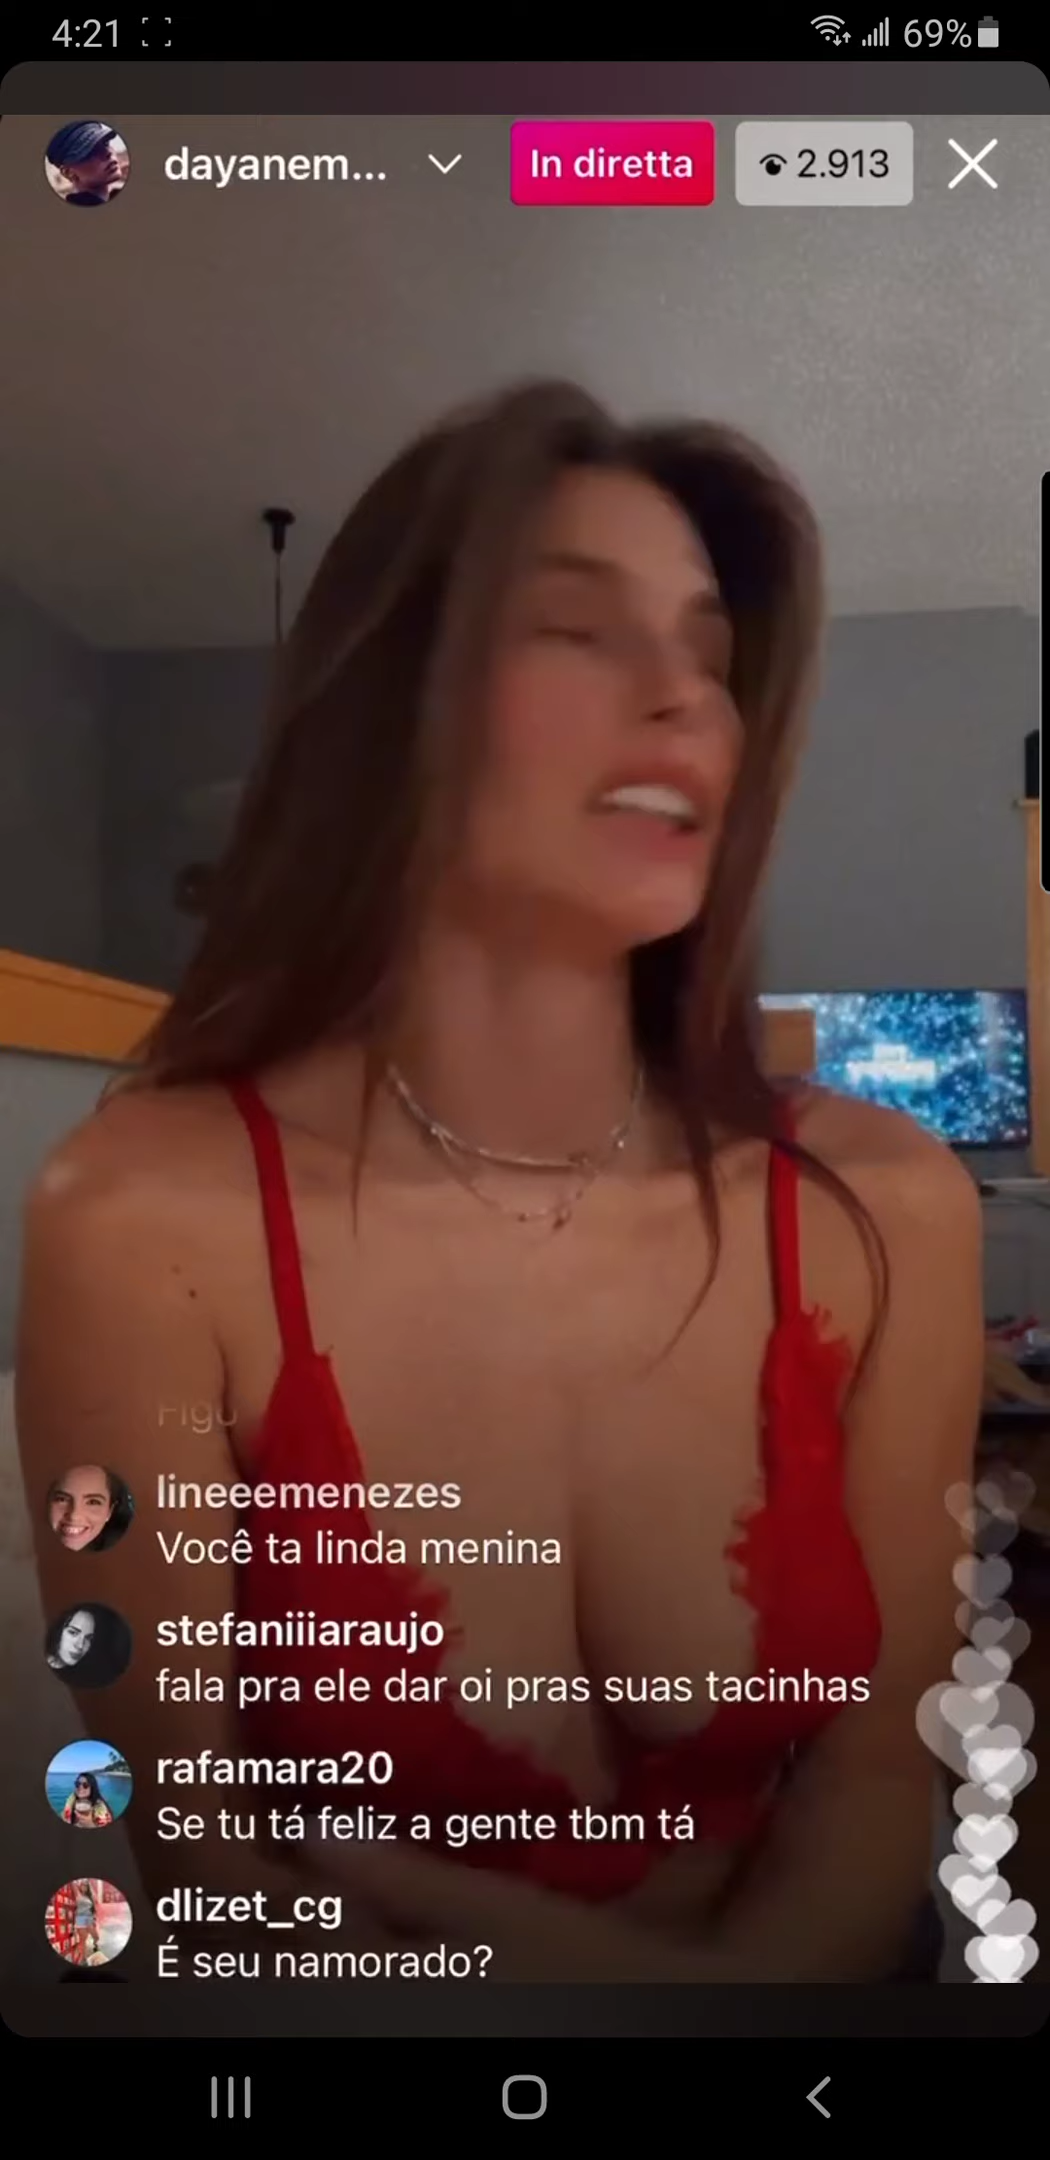 4:21
69%
dayanem...
In diretta
2.913
Figu
lineeemenezes
Você ta linda menina
stefaniiiaraujo
fala pra ele dar oi pras suas tacinhas
rafamara20
Se tu tá feliz a gente tbm tá
dlizet_cg
É seu namorado?